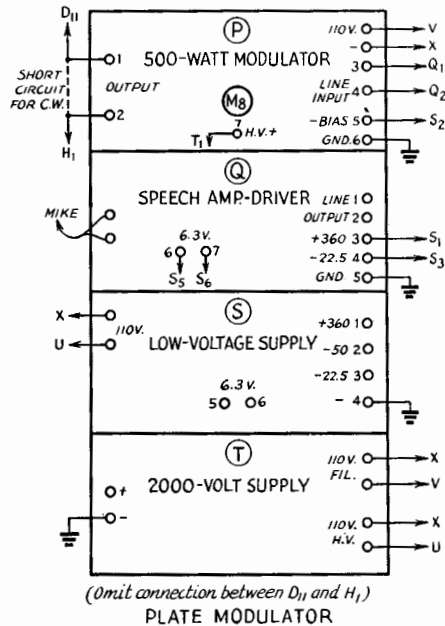 D11
P
110V. V
- X
1 500-WATT MODULATOR 3 Q1
SHORT CIRCUIT FOR C.W.
OUTPUT
LINE INPUT 4 Q2
M8
2
-BIAS 5 S2
7
T1 H.V.+
GND. 6
H1
Q
SPEECH AMP.-DRIVER
LINE 1
OUTPUT 2
MIKE
6.3 V.
+360 3 S1
6 7
-22.5 4 S3
S5 S6
GND. 5
S
X
110V.
+360 1
U
LOW-VOLTAGE SUPPLY
-50 2
-22.5 3
6.3 V.
5 6
- 4
T
110V. X
FIL. V
+ 2000-VOLT SUPPLY
-
110V. X
H.V. U
(Omit connection between D11 and H1)
PLATE MODULATOR